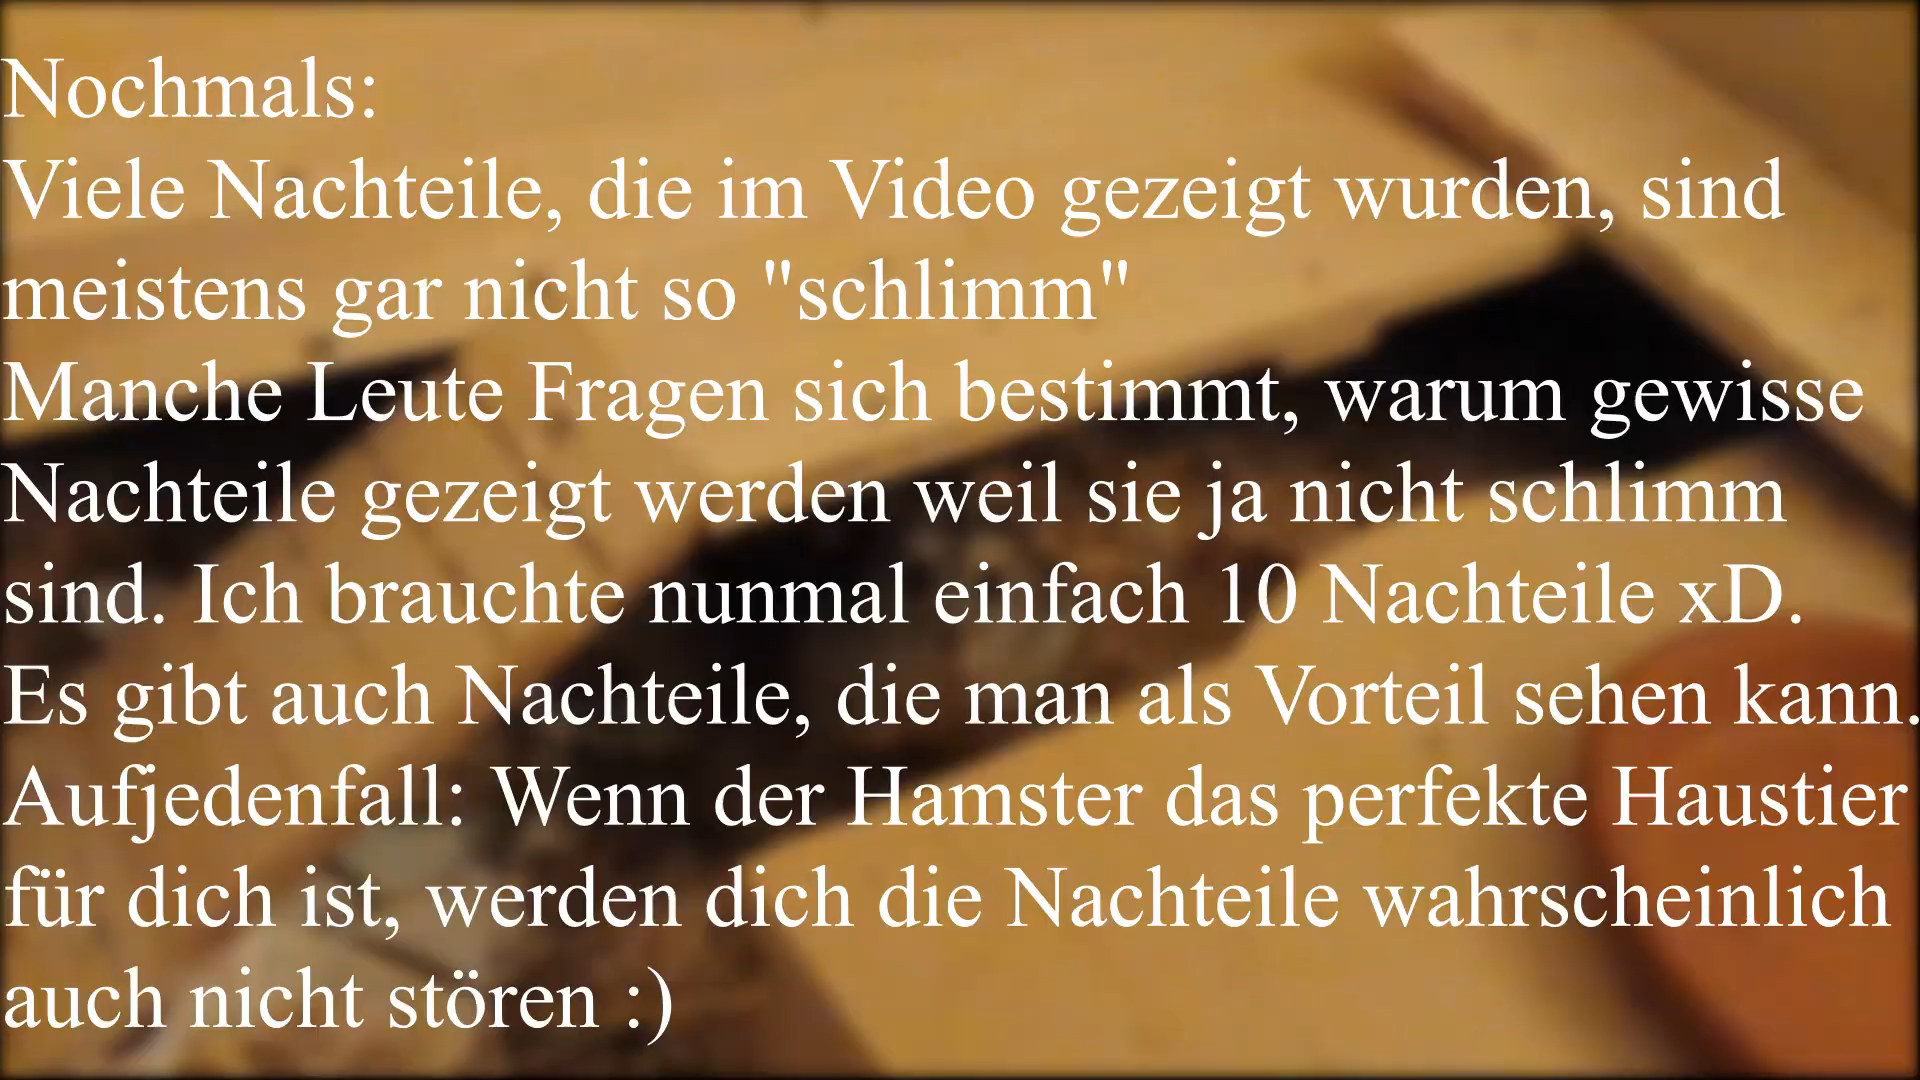 Nochmals:
Viele Nachteile, die im Video gezeigt wurden, sind
meistens gar nicht so "schlimm"
Manche Leute Fragen sich bestimmt, warum gewisse
Nachteile gezeigt werden weil sie ja nicht schlimm
sind. Ich brauchte nunmal einfach 10 Nachteile xD.
Es gibt auch Nachteile, die man als Vorteil sehen kann.
Aufjedenfall: Wenn der Hamster das perfekte Haustier
für dich ist, werden dich die Nachteile wahrscheinlich
auch nicht stören :)